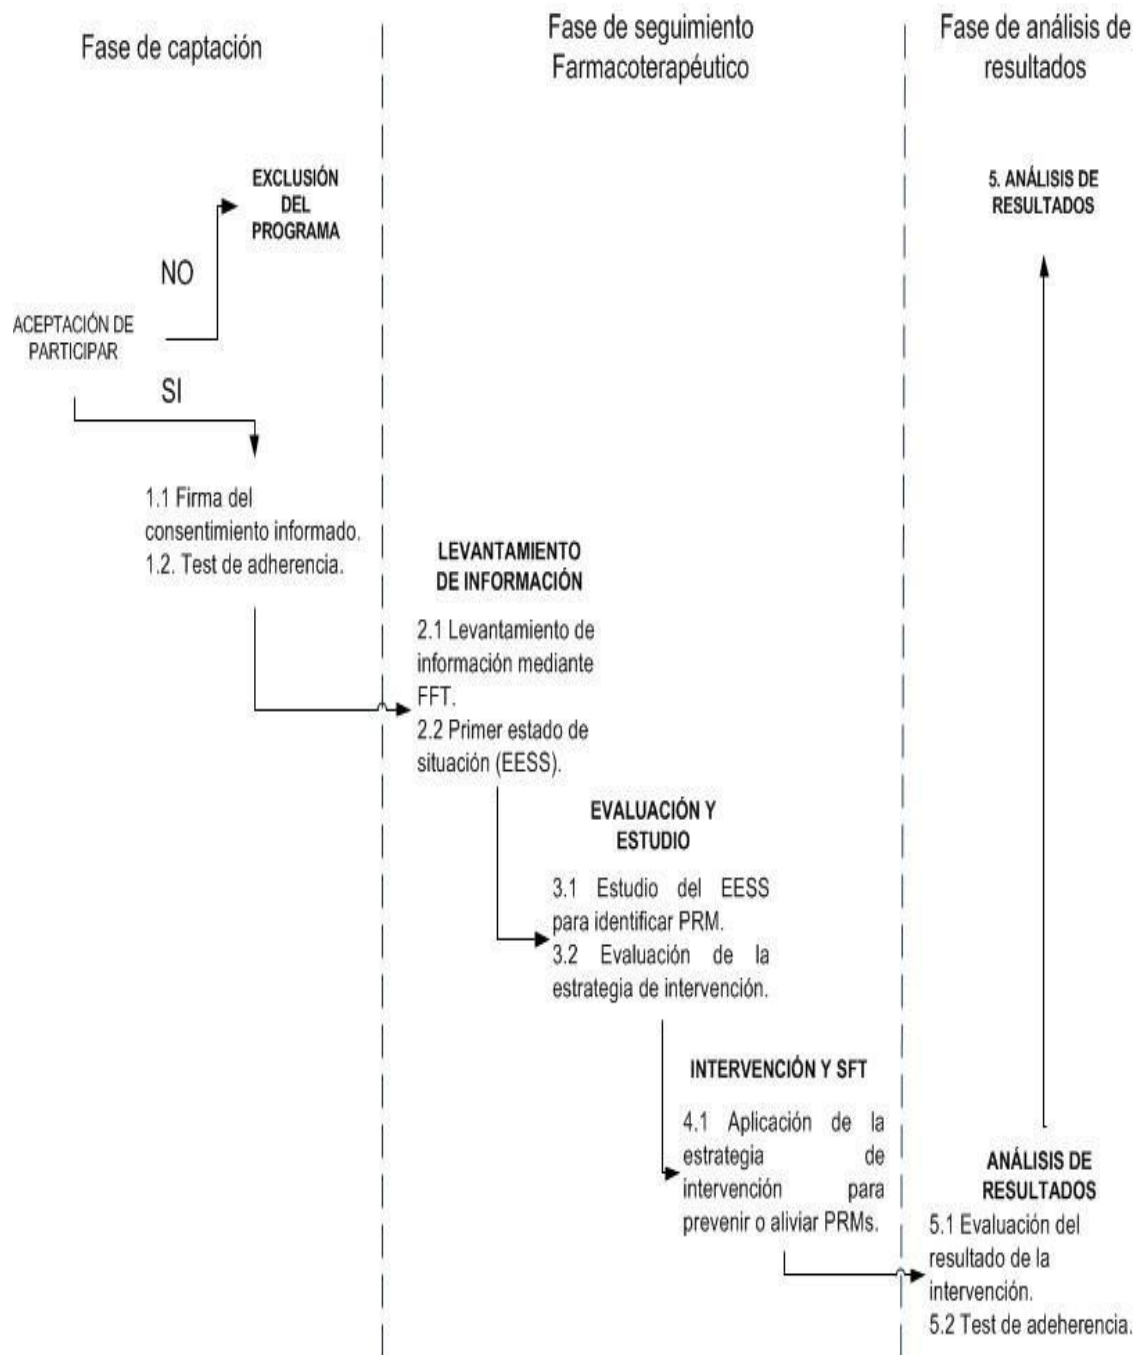 Fase de captación
Fase de seguimiento
Farmacoterapéutico
Fase de análisis de
resultados
EXCLUSIÓN
DEL
PROGRAMA
NO
ACEPTACIÓN DE
PARTICIPAR
SI
1.1 Firma del
consentimiento informado.
1.2. Test de adherencia.
LEVANTAMIENTO
DE INFORMACIÓN
2.1 Levantamiento de
información mediante
FFT.
2.2 Primer estado de
situación (EESS).
EVALUACIÓN Y
ESTUDIO
3.1 Estudio del EESS
para identificar PRM.
3.2 Evaluación de la
estrategia de intervención.
INTERVENCIÓN Y SFT
4.1 Aplicación de la
estrategia de
intervención para
prevenir o aliviar PRMs.
ANÁLISIS DE
RESULTADOS
5.1 Evaluación del
resultado de la
intervención.
5.2 Test de adeherencia.
5. ANÁLISIS DE
RESULTADOS